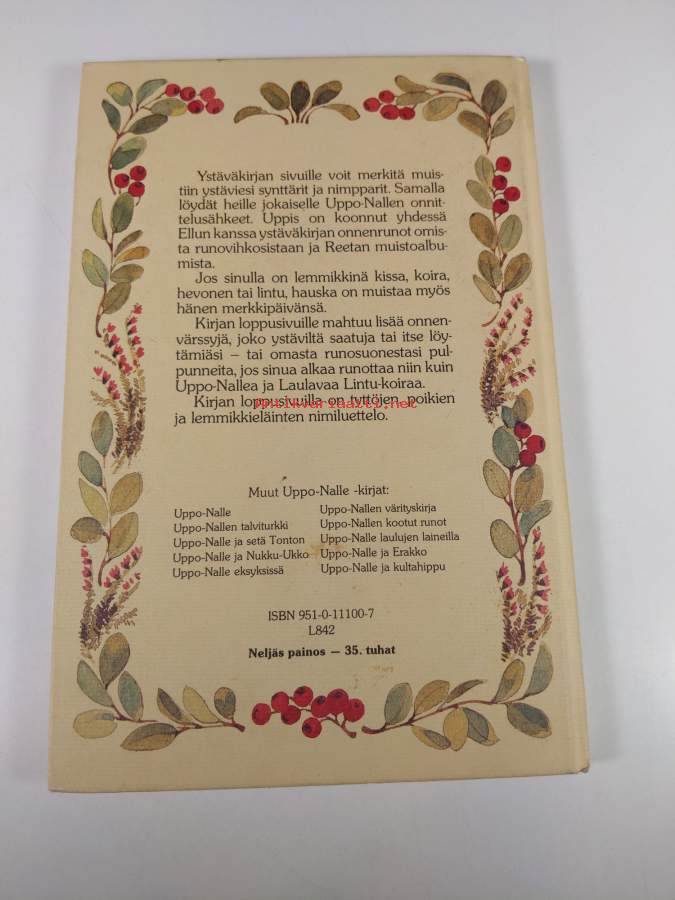 Ystäväkirjan sivuille voit merkitä muis-
tiin ystäviesi synttärit ja nimpparit. Samalla
löydät heille jokaiselle Uppo-Nallen onnit-
telusähkeet. Uppis on koonnut yhdessä
Ellun kanssa ystäväkirjan onnenrunot omis-
ta runovihkosistaan ja Reetan muistoalbu-
mista.
Jos sinulla on lemmikkinä kissa, koira,
hevonen tai lintu, hauska on muistaa myös
hänen merkkipäivänsä.
Kirjan loppusivuille mahtuu lisää onnen-
värssyjä, joko ystäviltä saatuja tai itse löy-
tämiäsi – tai omasta runosuonestasi pul-
punneita, jos sinua alkaa runottaa niin kuin
Uppo-Nallea ja Laulavaa Lintu-koiraa.
Kirjan loppusivuilla on tyttöjen, poikien
ja lemmikkieläinten nimiluettelo.
Antikvariaatti.net
Muut Uppo-Nalle -kirjat:
Uppo-Nalle
Uppo-Nallen talviturkki
Uppo-Nalle ja setä Tonton
Uppo-Nalle ja Nukku-Ukko
Uppo-Nalle eksyksissä
Uppo-Nallen värityskirja
Uppo-Nallen kootut runot
Uppo-Nalle laulujen laineilla
Uppo-Nalle ja Erakko
Uppo-Nalle ja kultahippu
ISBN 951-0-11100-7
L842
Neljäs painos – 35. tuhat